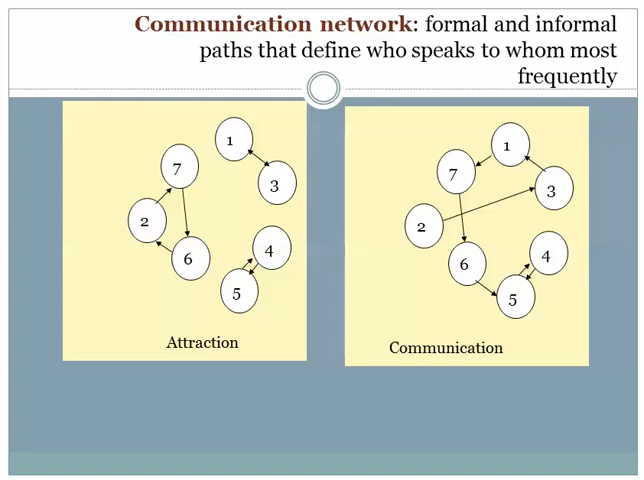 Communication network: formal and informal
paths that define who speaks to whom most
frequently
1
7
3
2
6
4
5
Attraction
1
7
3
2
6
4
5
Communication